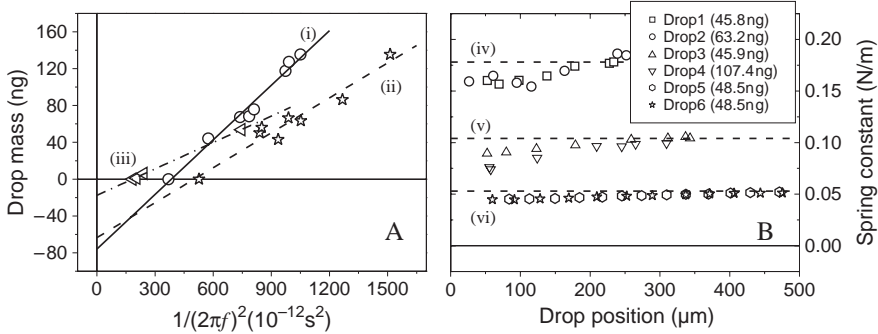 160
120
80
40
0
−40
−80
Drop mass (ng)
(i)
(ii)
(iii)
A
0 300 600 900 1200 1500
1/(2πf)²(10⁻¹²s²)
Drop1 (45.8ng)
Drop2 (63.2ng)
Drop3 (45.9ng)
Drop4 (107.4ng)
Drop5 (48.5ng)
Drop6 (48.5ng)
(iv)
(v)
(vi)
B
0.20
0.15
0.10
0.05
0.00
Spring constant (N/m)
0 100 200 300 400 500
Drop position (μm)